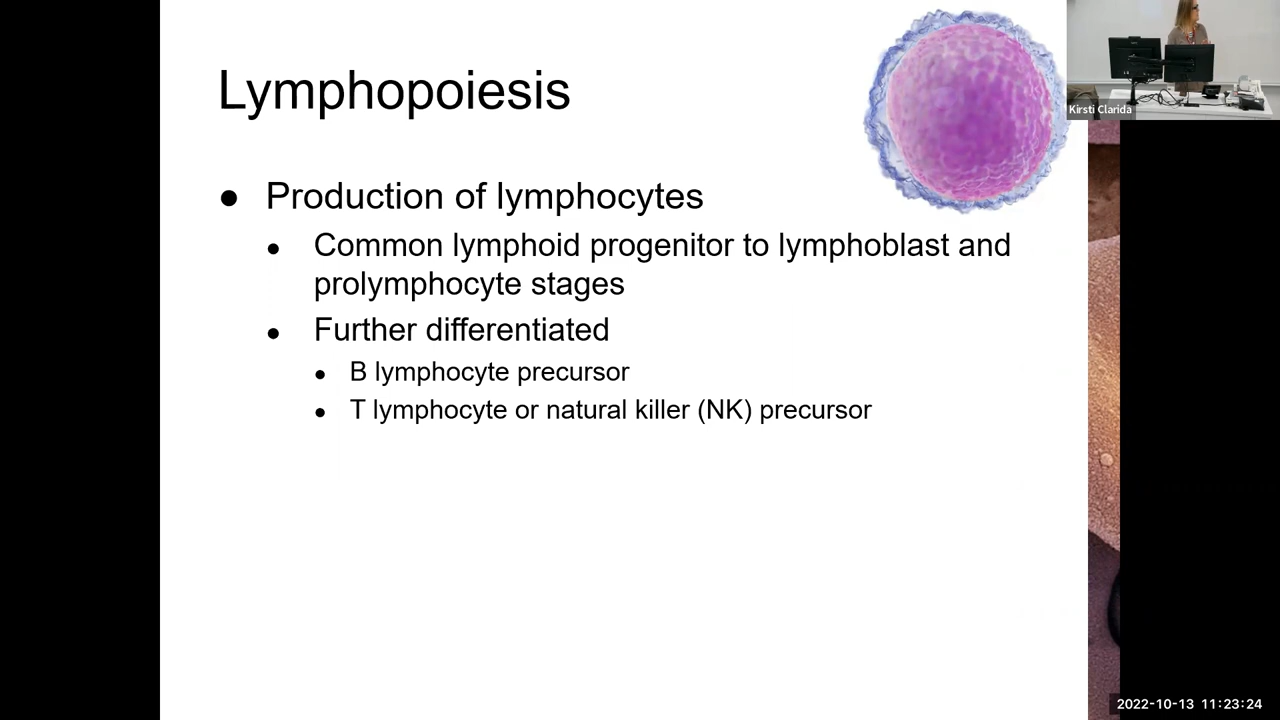 Lymphopoiesis
Kirsti Clarida
● Production of lymphocytes
● Common lymphoid progenitor to lymphoblast and
prolymphocyte stages
● Further differentiated
● B lymphocyte precursor
● T lymphocyte or natural killer (NK) precursor
2022-10-13 11:23:24